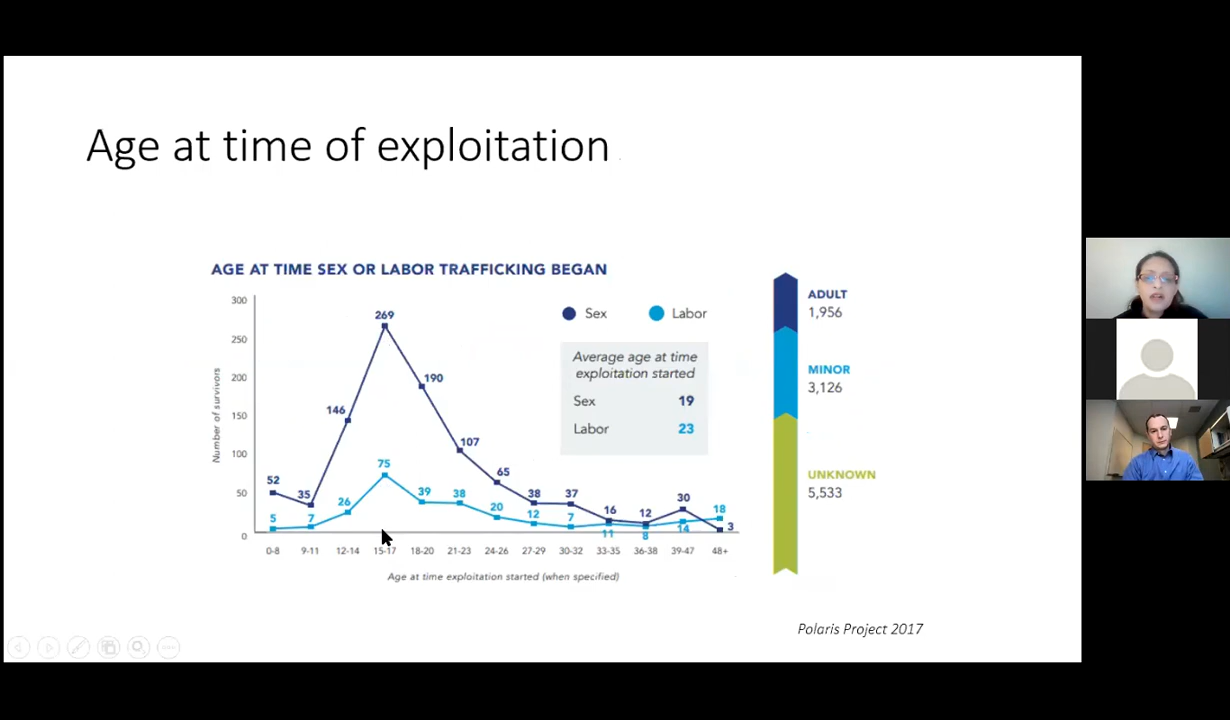 Age at time of exploitation
AGE AT TIME SEX OR LABOR TRAFFICKING BEGAN
Number of survivors
300
250
200
150
100
50
0
Sex
Labor
Average age at time
exploitation started
Sex 19
Labor 23
52
35
146
269
190
107
65
38
37
16
12
30
3
5
7
26
75
39
38
20
12
7
11
8
14
18
0-8 9-11 12-14 15-17 18-20 21-23 24-26 27-29 30-32 33-35 36-38 39-47 48+
Age at time exploitation started (when specified)
ADULT
1,956
MINOR
3,126
UNKNOWN
5,533
Polaris Project 2017